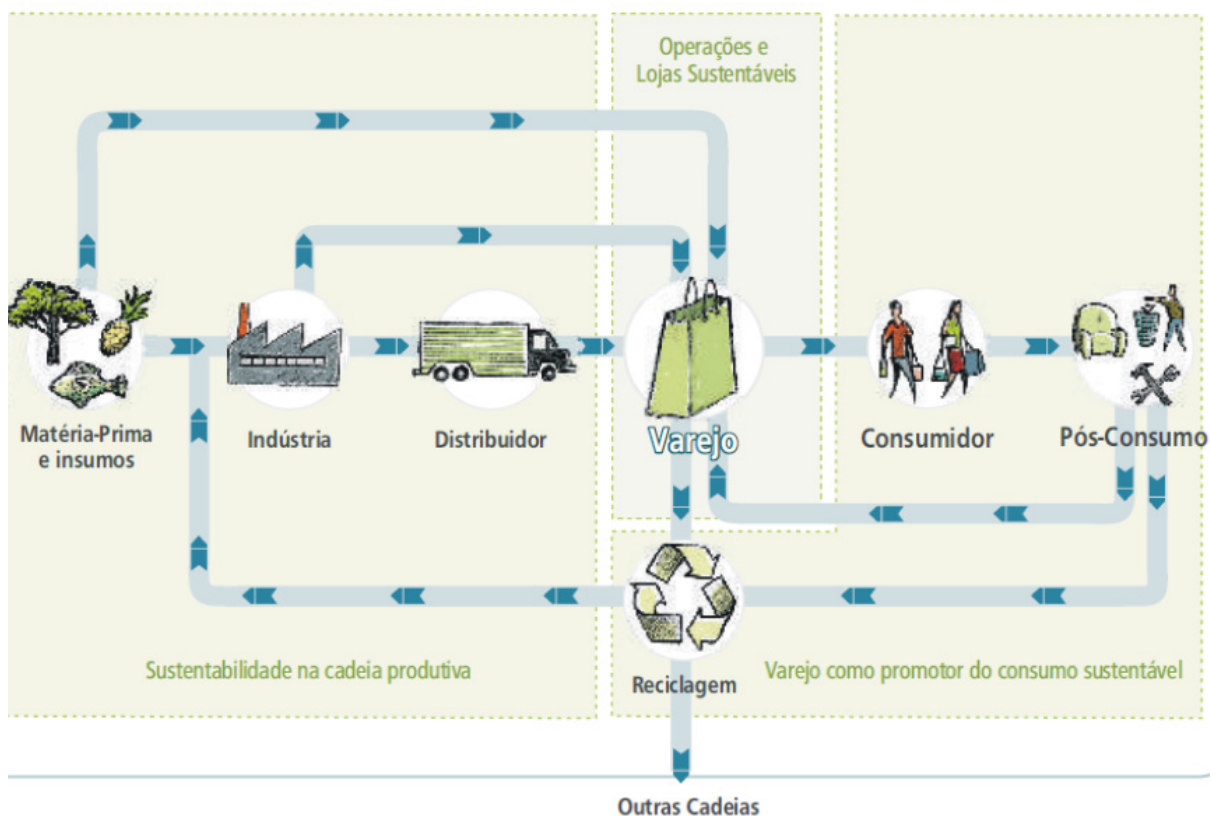 Operações e
Lojas Sustentáveis
Matéria-Prima
e insumos
Indústria
Distribuidor
Varejo
Consumidor
Pós-Consumo
Sustentabilidade na cadeia produtiva
Reciclagem
Varejo como promotor do consumo sustentável
Outras Cadeias